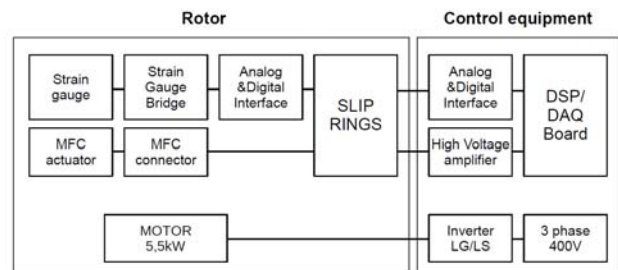 Rotor
Control equipment
Strain
gauge
Strain
Gauge
Bridge
Analog
&Digital
Interface
SLIP
RINGS
Analog
&Digital
Interface
DSP/
DAQ
Board
MFC
actuator
MFC
connector
High Voltage
amplifier
MOTOR
5,5kW
Inverter
LG/LS
3 phase
400V